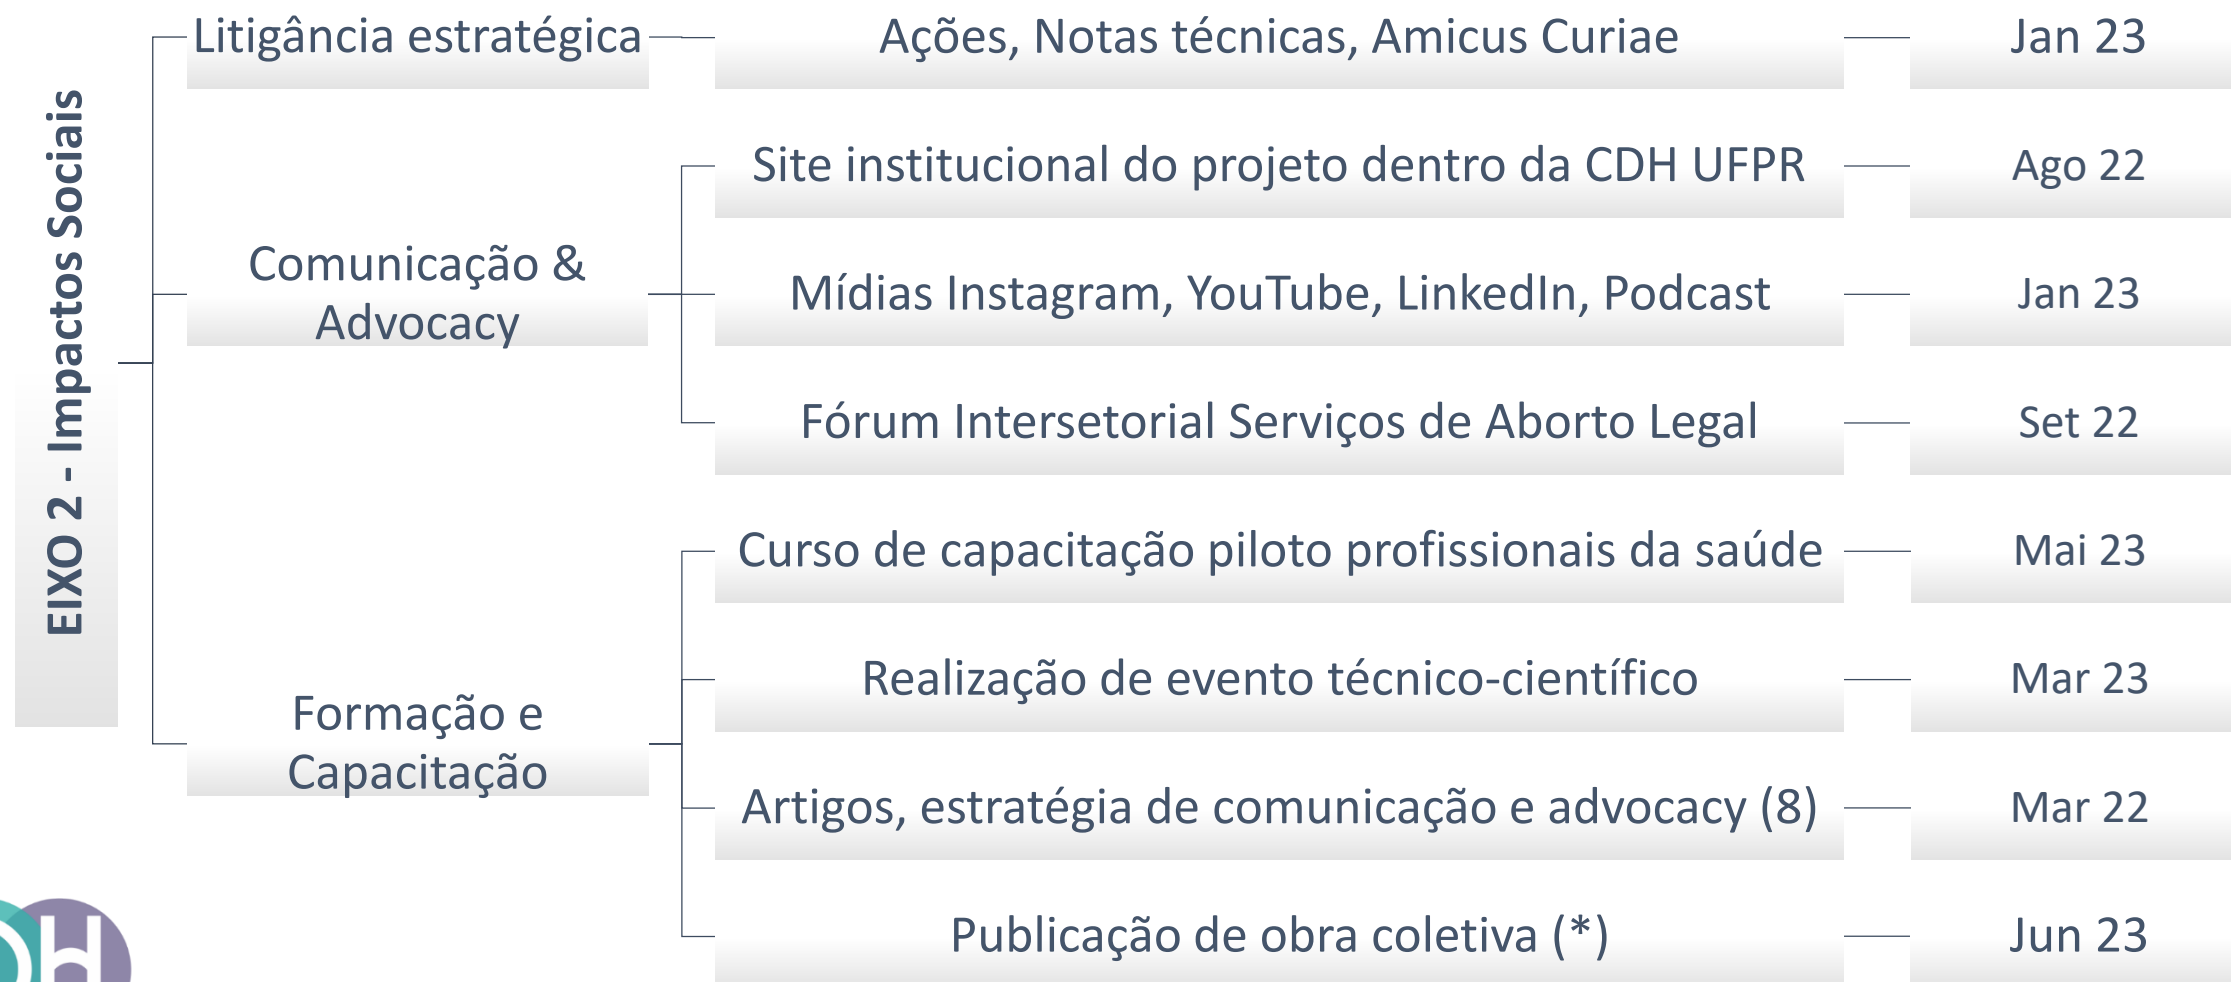 EIXO 2 - Impactos Sociais
Litigância estratégica
Ações, Notas técnicas, Amicus Curiae
Jan 23
Comunicação &
Advocacy
Site institucional do projeto dentro da CDH UFPR
Ago 22
Mídias Instagram, YouTube, LinkedIn, Podcast
Jan 23
Fórum Intersetorial Serviços de Aborto Legal
Set 22
Formação e
Capacitação
Curso de capacitação piloto profissionais da saúde
Mai 23
Realização de evento técnico-científico
Mar 23
Artigos, estratégia de comunicação e advocacy (8)
Mar 22
Publicação de obra coletiva (*)
Jun 23